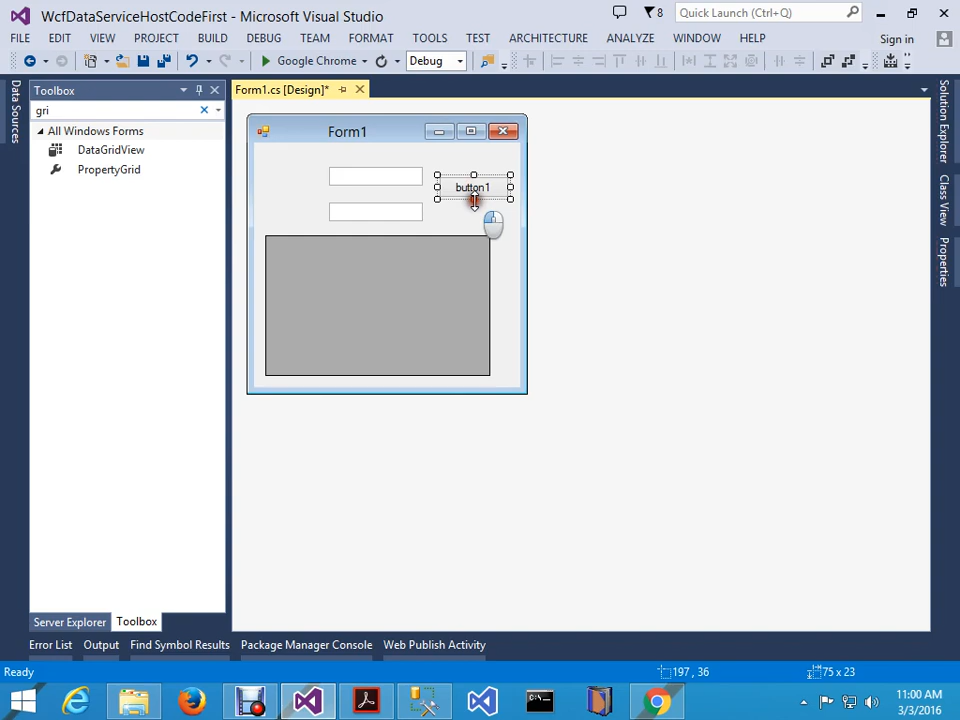 WcfDataServiceHostCodeFirst - Microsoft Visual Studio
8
Quick Launch (Ctrl+Q)
FILE EDIT VIEW PROJECT BUILD DEBUG TEAM FORMAT TOOLS TEST ARCHITECTURE ANALYZE WINDOW HELP
Sign in
Google Chrome
Debug
Data Sources
Toolbox
gri
All Windows Forms
DataGridView
PropertyGrid
Server Explorer Toolbox
Form1.cs [Design]*
Form1
button1
Solution Explorer
Class View
Properties
Error List Output Find Symbol Results Package Manager Console Web Publish Activity
Ready
197 , 36
75 x 23
11:00 AM
3/3/2016